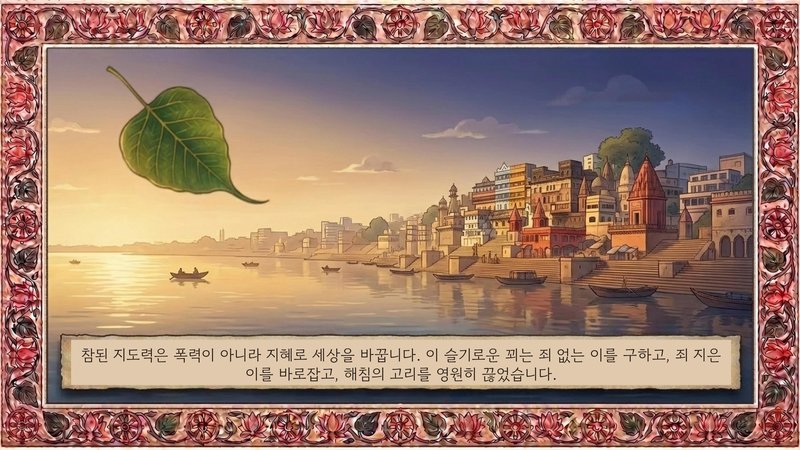 참된 지도력은 폭력이 아니라 지혜로 세상을 바꿉니다. 이 슬기로운 꾀는 죄 없는 이를 구하고, 죄 지은
이를 바로잡고, 해침의 고리를 영원히 끊었습니다.